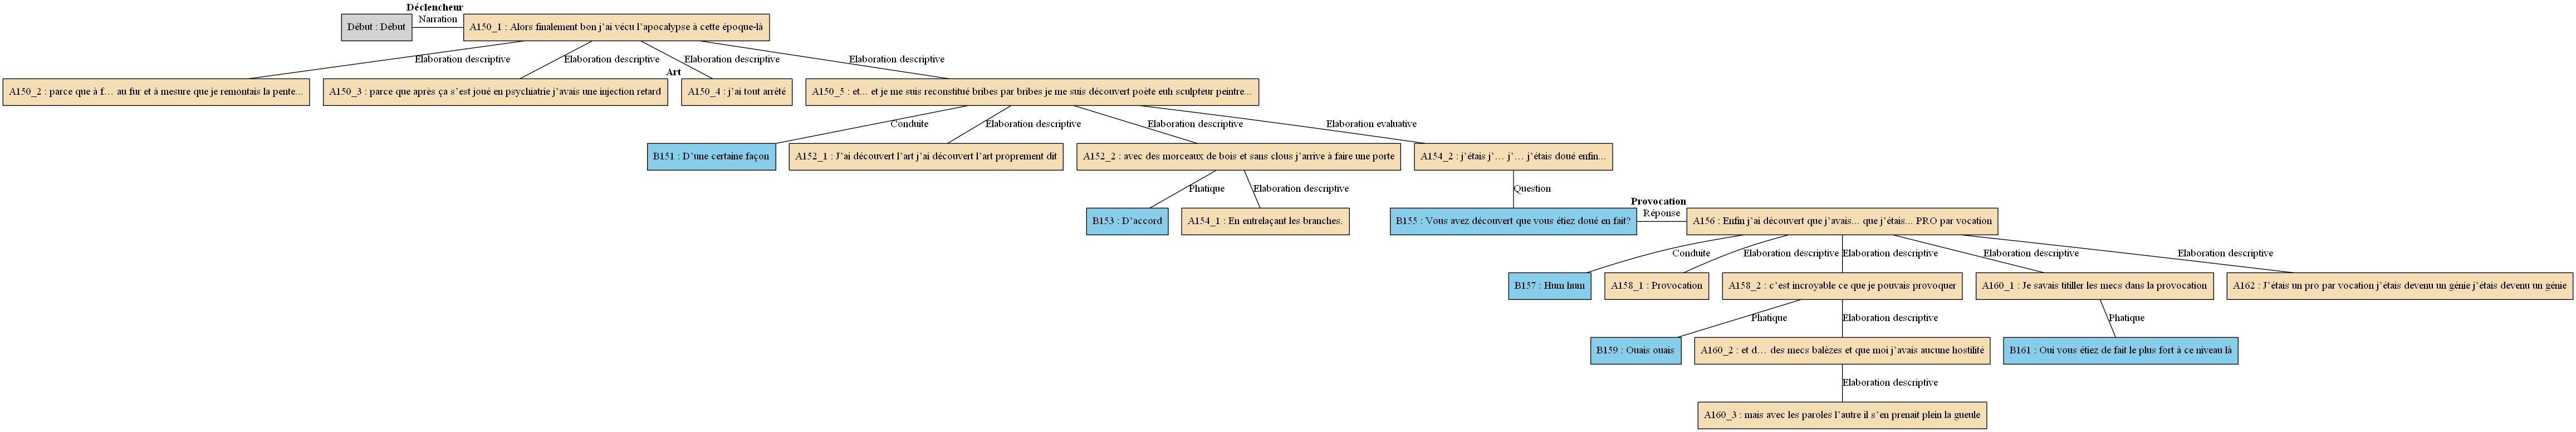 Déclencheur
Narration
Début : Début
A150_1 : Alors finalement bon j’ai vécu l’apocalypse à cette époque-là
Elaboration descriptive
Elaboration descriptive
Elaboration descriptive
Elaboration descriptive
Art
A150_2 : parce que à f… au fur et à mesure que je remontais la pente...
A150_3 : parce que après ça s’est joué en psychiatrie j’avais une injection retard
A150_4 : j’ai tout arrêté
A150_5 : et... et je me suis reconstitué bribes par bribes je me suis découvert poète euh sculpteur peintre...
Conduite
Elaboration descriptive
Elaboration descriptive
Elaboration evaluative
B151 : D’une certaine façon
A152_1 : J’ai découvert l’art j’ai découvert l’art proprement dit
A152_2 : avec des morceaux de bois et sans clous j’arrive à faire une porte
A154_2 : j’étais j’… j’… j’étais doué enfin...
Phatique
Elaboration descriptive
Question
Provocation
Réponse
B153 : D’accord
A154_1 : En entrelaçant les branches.
B155 : Vous avez découvert que vous étiez doué en fait?
A156 : Enfin j’ai découvert que j’avais... que j’étais... PRO par vocation
Conduite
Elaboration descriptive
Elaboration descriptive
Elaboration descriptive
Elaboration descriptive
B157 : Hum hum
A158_1 : Provocation
A158_2 : c’est incroyable ce que je pouvais provoquer
A160_1 : Je savais titiller les mecs dans la provocation
A162 : J’étais un pro par vocation j’étais devenu un génie j’étais devenu un génie
Phatique
Elaboration descriptive
Phatique
B159 : Ouais ouais
A160_2 : et d… des mecs balèzes et que moi j’avais aucune hostilité
B161 : Oui vous étiez de fait le plus fort à ce niveau là
Elaboration descriptive
A160_3 : mais avec les paroles l’autre il s’en prenait plein la gueule